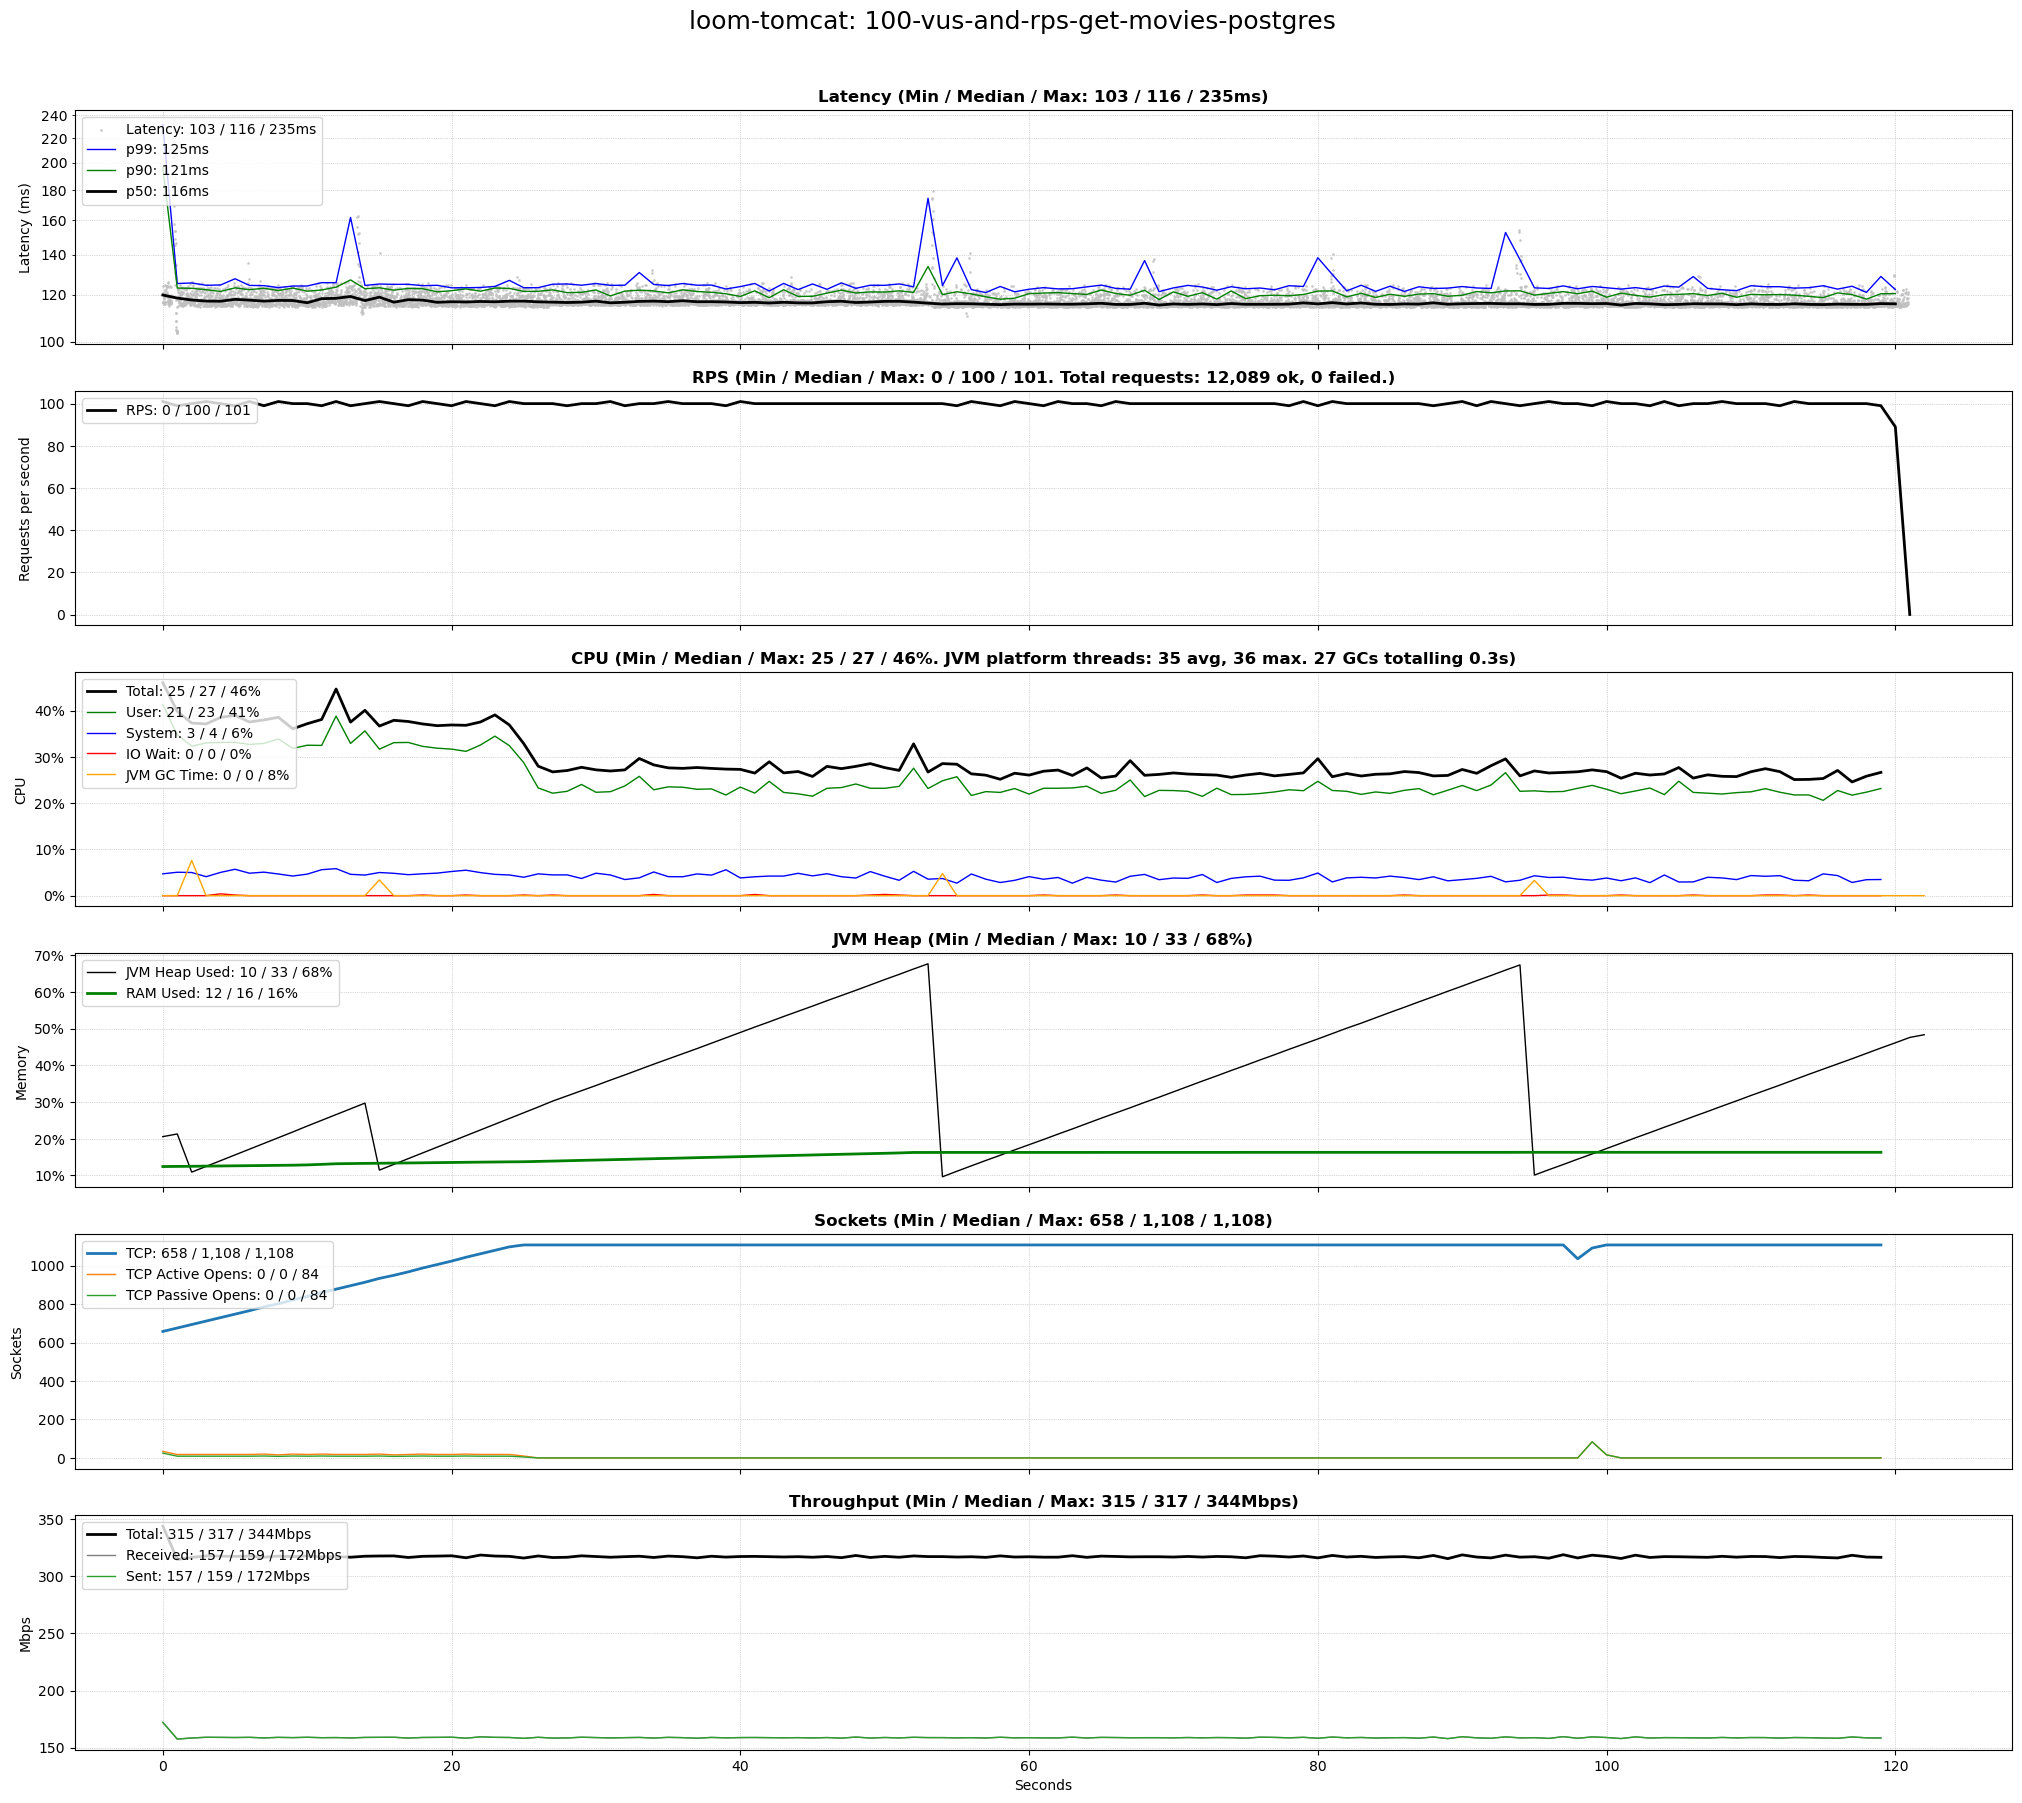 loom-tomcat: 100-vus-and-rps-get-movies-postgres
Latency (Min / Median / Max: 103 / 116 / 235ms)
Latency: 103 / 116 / 235ms
p99: 125ms
p90: 121ms
p50: 116ms
Latency (ms)
240
220
200
180
160
140
120
100
RPS (Min / Median / Max: 0 / 100 / 101. Total requests: 12,089 ok, 0 failed.)
RPS: 0 / 100 / 101
Requests per second
100
80
60
40
20
0
CPU (Min / Median / Max: 25 / 27 / 46%. JVM platform threads: 35 avg, 36 max. 27 GCs totalling 0.3s)
Total: 25 / 27 / 46%
User: 21 / 23 / 41%
System: 3 / 4 / 6%
IO Wait: 0 / 0 / 0%
JVM GC Time: 0 / 0 / 8%
CPU
40%
30%
20%
10%
0%
JVM Heap (Min / Median / Max: 10 / 33 / 68%)
JVM Heap Used: 10 / 33 / 68%
RAM Used: 12 / 16 / 16%
Memory
70%
60%
50%
40%
30%
20%
10%
Sockets (Min / Median / Max: 658 / 1,108 / 1,108)
TCP: 658 / 1,108 / 1,108
TCP Active Opens: 0 / 0 / 84
TCP Passive Opens: 0 / 0 / 84
Sockets
1000
800
600
400
200
0
Throughput (Min / Median / Max: 315 / 317 / 344Mbps)
Total: 315 / 317 / 344Mbps
Received: 157 / 159 / 172Mbps
Sent: 157 / 159 / 172Mbps
Mbps
350
300
250
200
150
0 20 40 60 80 100 120
Seconds